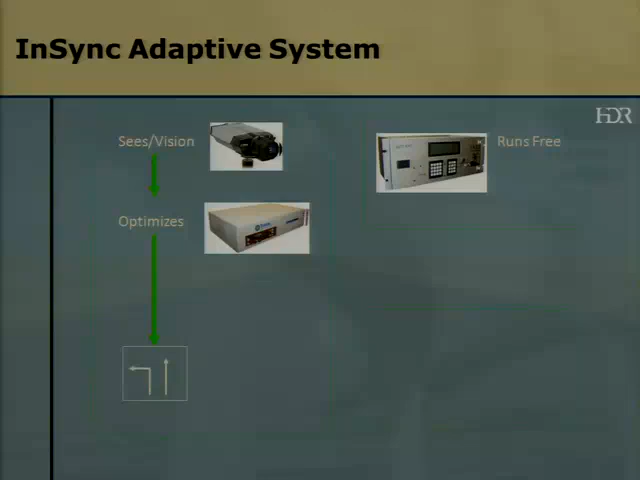 InSync Adaptive System
HDR
Sees/Vision
Runs Free
Optimizes